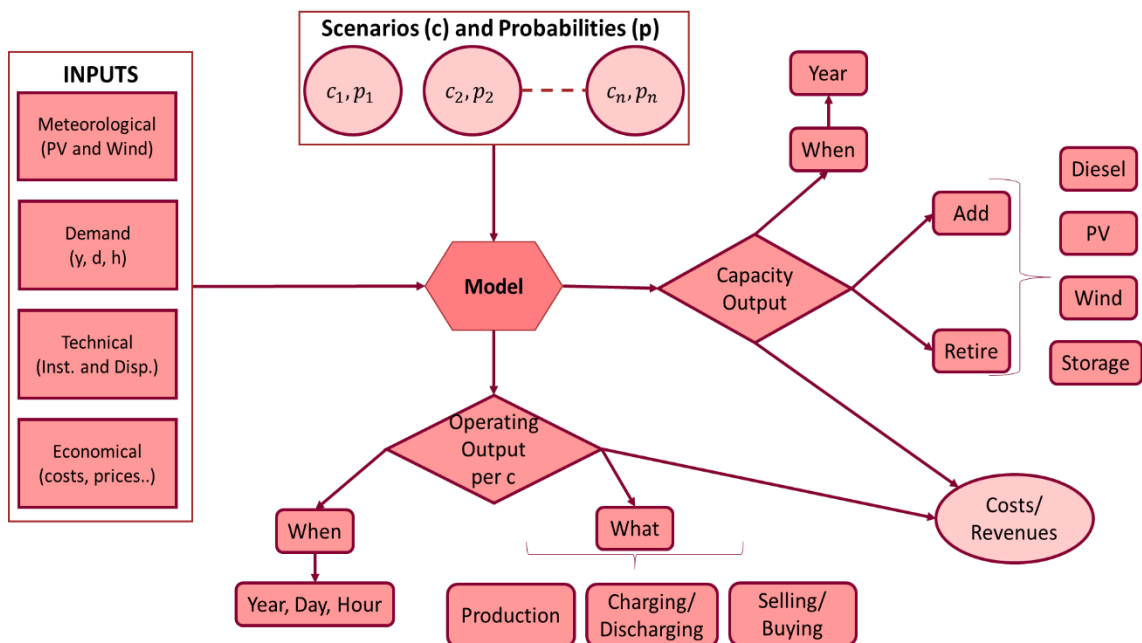 Scenarios (c) and Probabilities (p)
c₁, p₁
c₂, p₂
cₙ, pₙ
INPUTS
Meteorological
(PV and Wind)
Demand
(y, d, h)
Technical
(Inst. and Disp.)
Economical
(costs, prices..)
Model
Year
When
Capacity
Output
Add
Retire
Diesel
PV
Wind
Storage
Operating
Output
per c
When
Year, Day, Hour
What
Production
Charging/
Discharging
Selling/
Buying
Costs/
Revenues